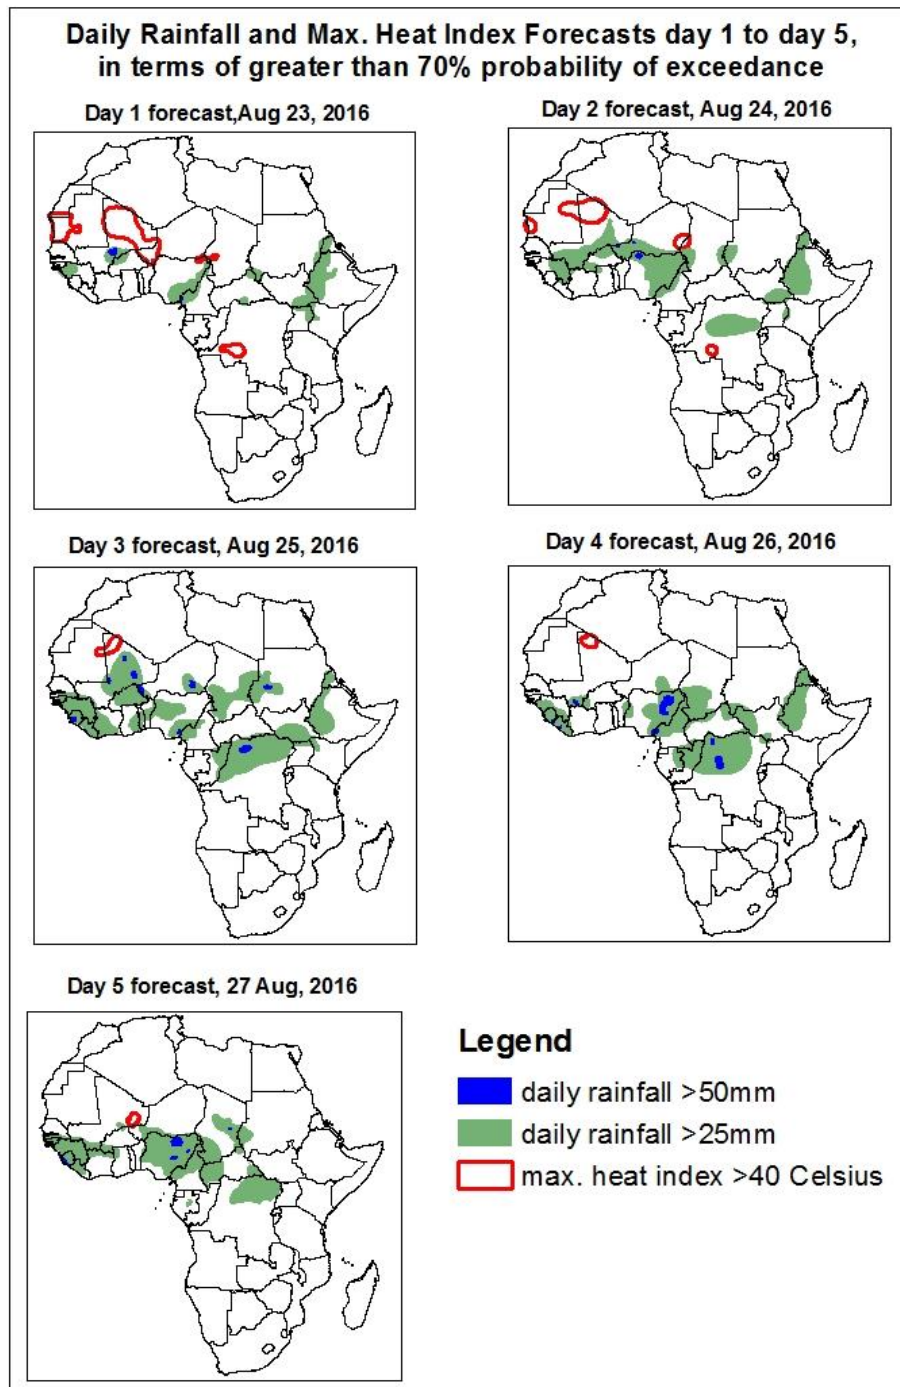 Daily Rainfall and Max. Heat Index Forecasts day 1 to day 5,
in terms of greater than 70% probability of exceedance
Day 1 forecast,Aug 23, 2016
Day 2 forecast, Aug 24, 2016
Day 3 forecast, Aug 25, 2016
Day 4 forecast, Aug 26, 2016
Day 5 forecast, 27 Aug, 2016
Legend
daily rainfall >50mm
daily rainfall >25mm
max. heat index >40 Celsius